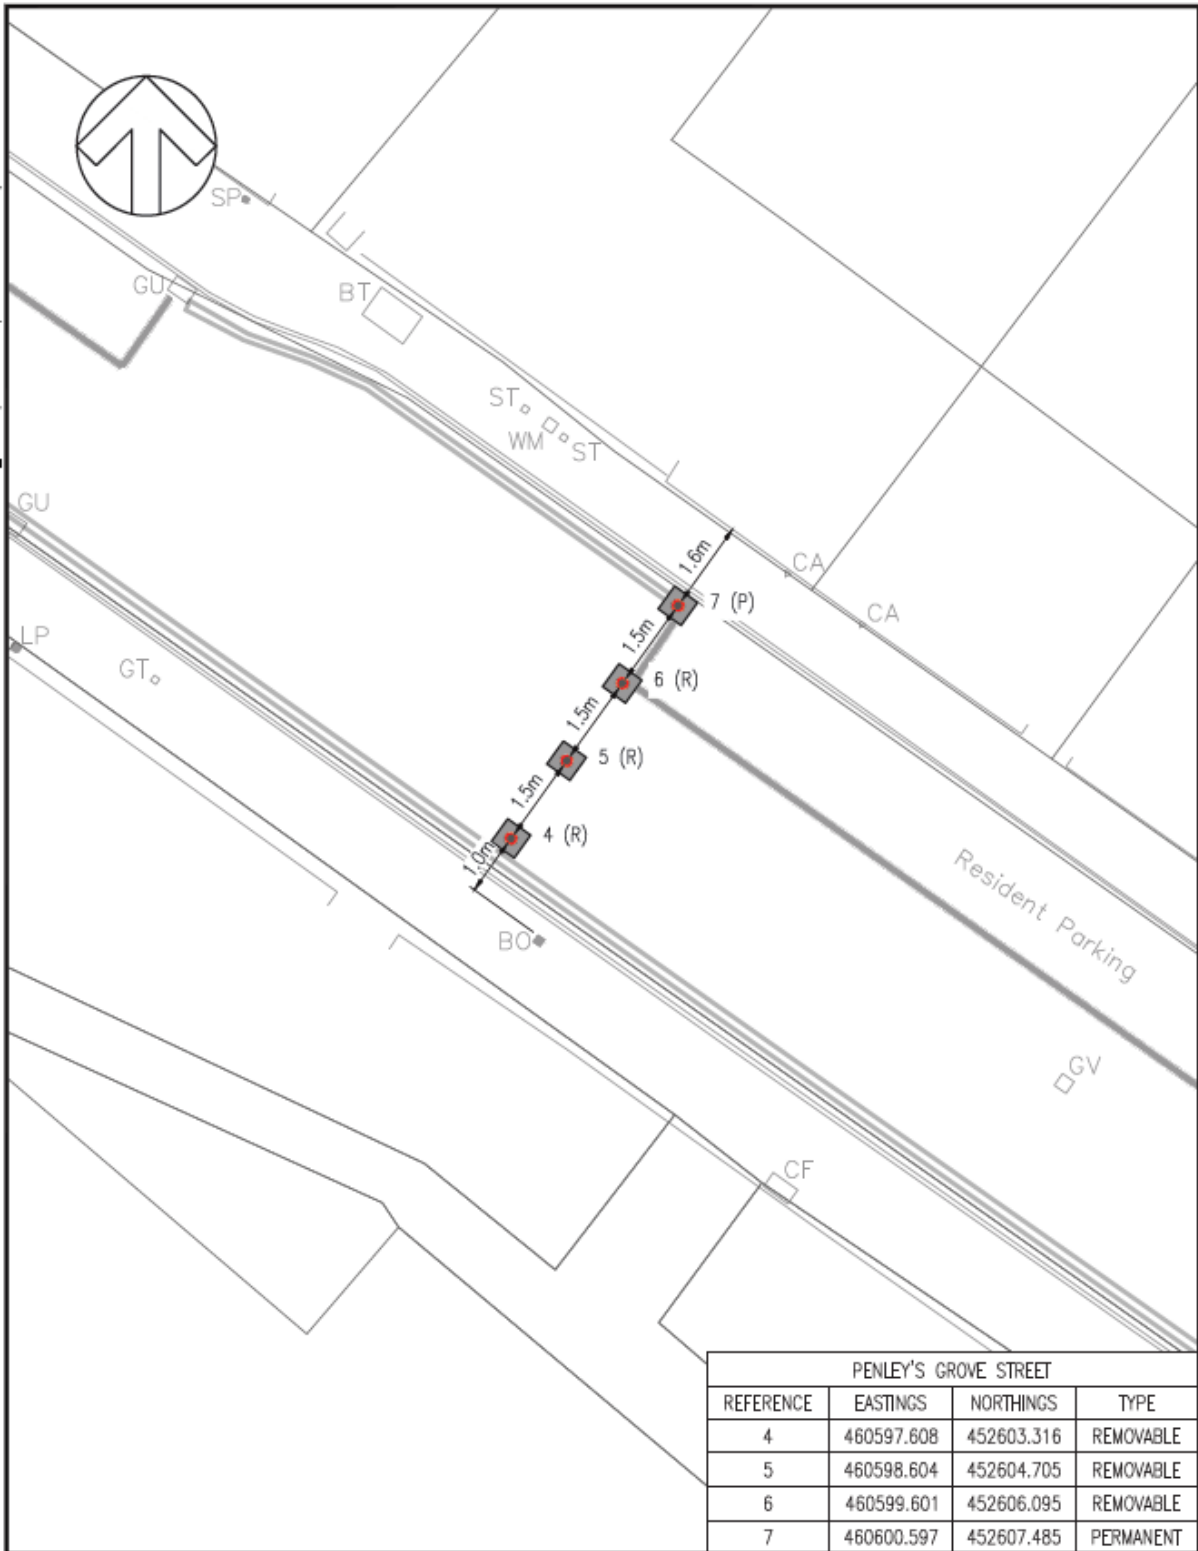 SP
GU
BT
ST
WM
ST
GU
1.6m
CA
7 (P)
CA
1.5m
LP
GT
6 (R)
1.5m
5 (R)
1.5m
4 (R)
1.0m
Resident Parking
BO
GV
CF
PENLEY'S GROVE STREET
REFERENCE EASTINGS NORTHINGS TYPE
4 460597.608 452603.316 REMOVABLE
5 460598.604 452604.705 REMOVABLE
6 460599.601 452606.095 REMOVABLE
7 460600.597 452607.485 PERMANENT